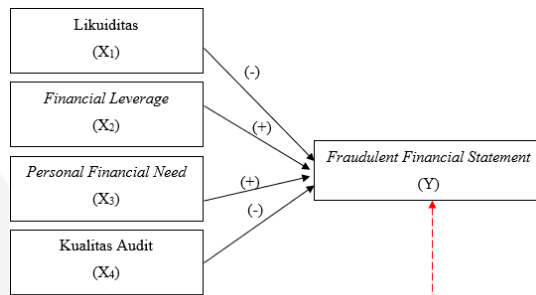 Likuiditas
(X1)
(-)
Financial Leverage
(X2)
(+)
Fraudulent Financial Statement
(Y)
Personal Financial Need
(X3)
(+)
(-)
Kualitas Audit
(X4)